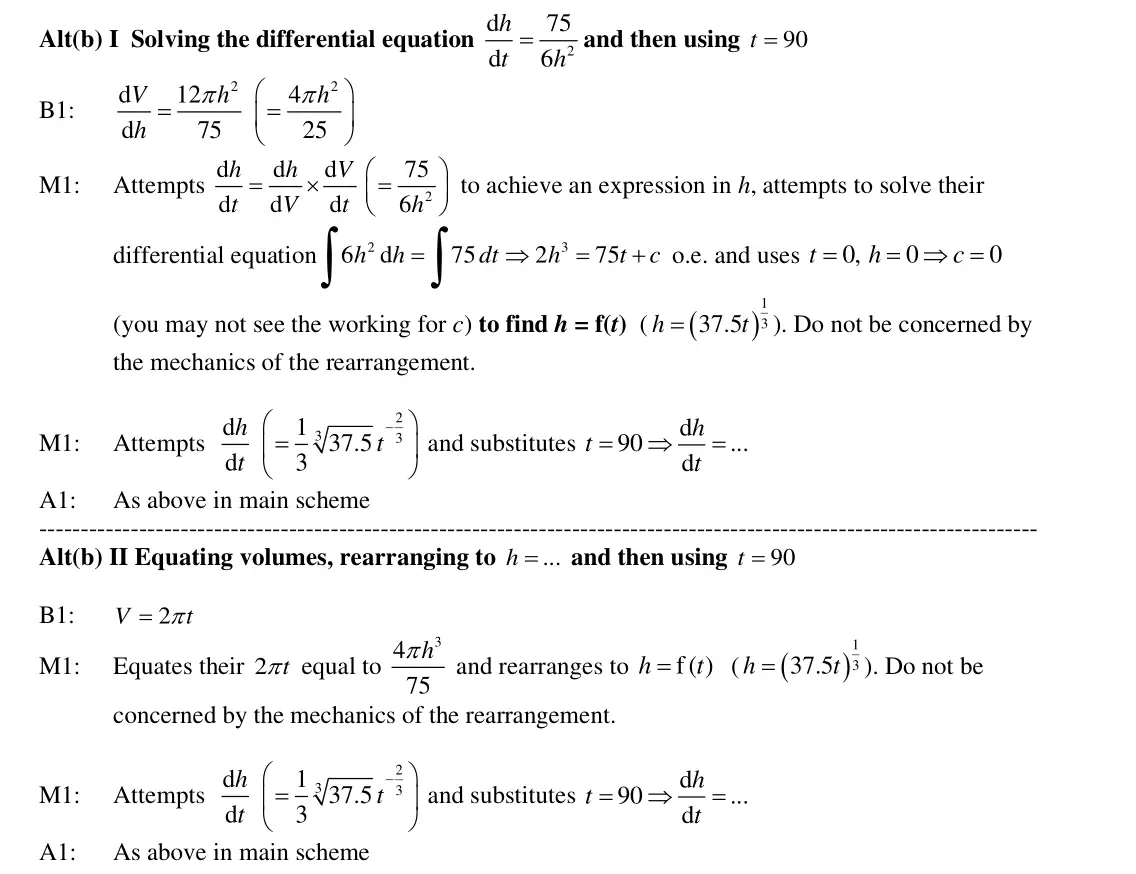 Alt(b) I Solving the differential equation dh/dt = 75/6h² and then using t = 90
B1: dV/dh = 12πh²/75 (= 4πh²/25)
M1: Attempts dh/dt = dh/dV × dV/dt (= 75/6h²) to achieve an expression in h, attempts to solve their
differential equation ∫6h² dh = ∫75 dt ⇒ 2h³ = 75t + c o.e. and uses t = 0, h = 0 ⇒ c = 0
(you may not see the working for c) to find h = f(t) ( h = (37.5t)^(1/3) ). Do not be concerned by
the mechanics of the rearrangement.
M1: Attempts dh/dt (= 1/3 ∛37.5 t^(−2/3)) and substitutes t = 90 ⇒ dh/dt = ...
A1: As above in main scheme
------------------------------------------------------------------------------------------------------------------------
Alt(b) II Equating volumes, rearranging to h = ... and then using t = 90
B1: V = 2πt
M1: Equates their 2πt equal to 4πh³/75 and rearranges to h = f(t) ( h = (37.5t)^(1/3) ). Do not be
concerned by the mechanics of the rearrangement.
M1: Attempts dh/dt (= 1/3 ∛37.5 t^(−2/3)) and substitutes t = 90 ⇒ dh/dt = ...
A1: As above in main scheme